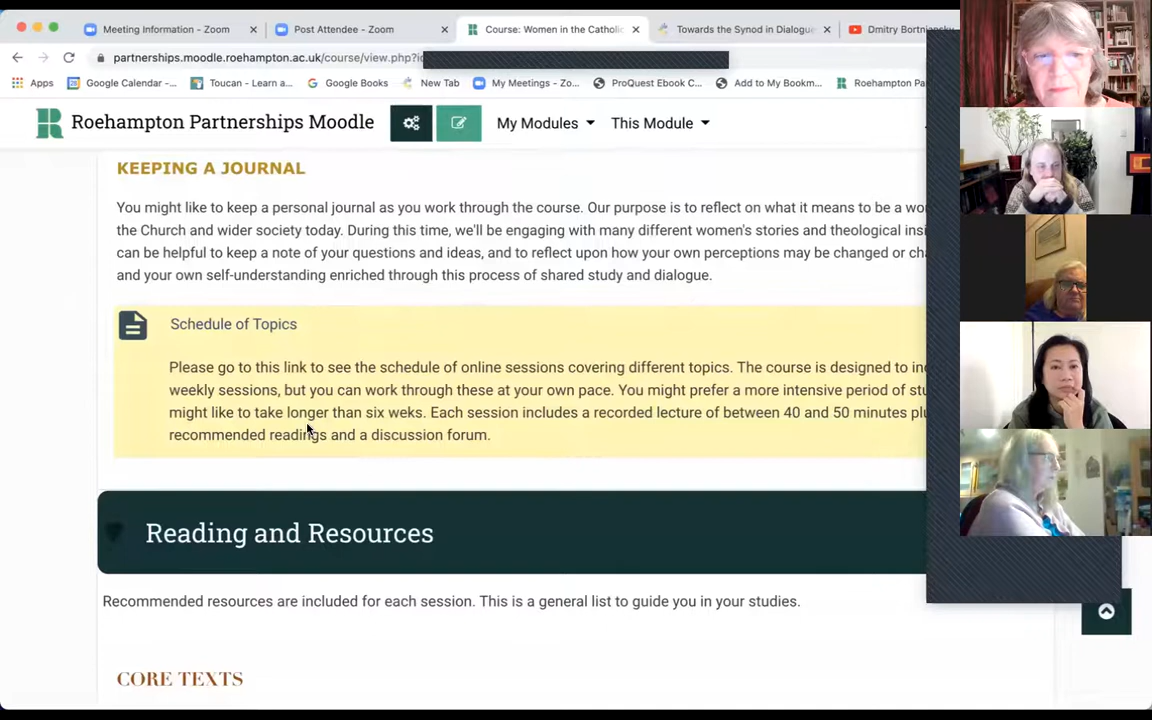 Meeting Information - Zoom
Post Attendee - Zoom
Course: Women in the Catholic
Towards the Synod in Dialogue
Dmitry Bortniansky
partnerships.moodle.roehampton.ac.uk/course/view.php?i
Apps
Google Calendar -...
Toucan - Learn a...
Google Books
New Tab
My Meetings - Zo...
ProQuest Ebook C...
Add to My Bookm...
Roehampton Pa
Roehampton Partnerships Moodle
My Modules
This Module
KEEPING A JOURNAL
You might like to keep a personal journal as you work through the course. Our purpose is to reflect on what it means to be a wo
the Church and wider society today. During this time, we'll be engaging with many different women's stories and theological insi
can be helpful to keep a note of your questions and ideas, and to reflect upon how your own perceptions may be changed or cha
and your own self-understanding enriched through this process of shared study and dialogue.
Schedule of Topics
Please go to this link to see the schedule of online sessions covering different topics. The course is designed to in
weekly sessions, but you can work through these at your own pace. You might prefer a more intensive period of stu
might like to take longer than six weks. Each session includes a recorded lecture of between 40 and 50 minutes plu
recommended readings and a discussion forum.
Reading and Resources
Recommended resources are included for each session. This is a general list to guide you in your studies.
CORE TEXTS